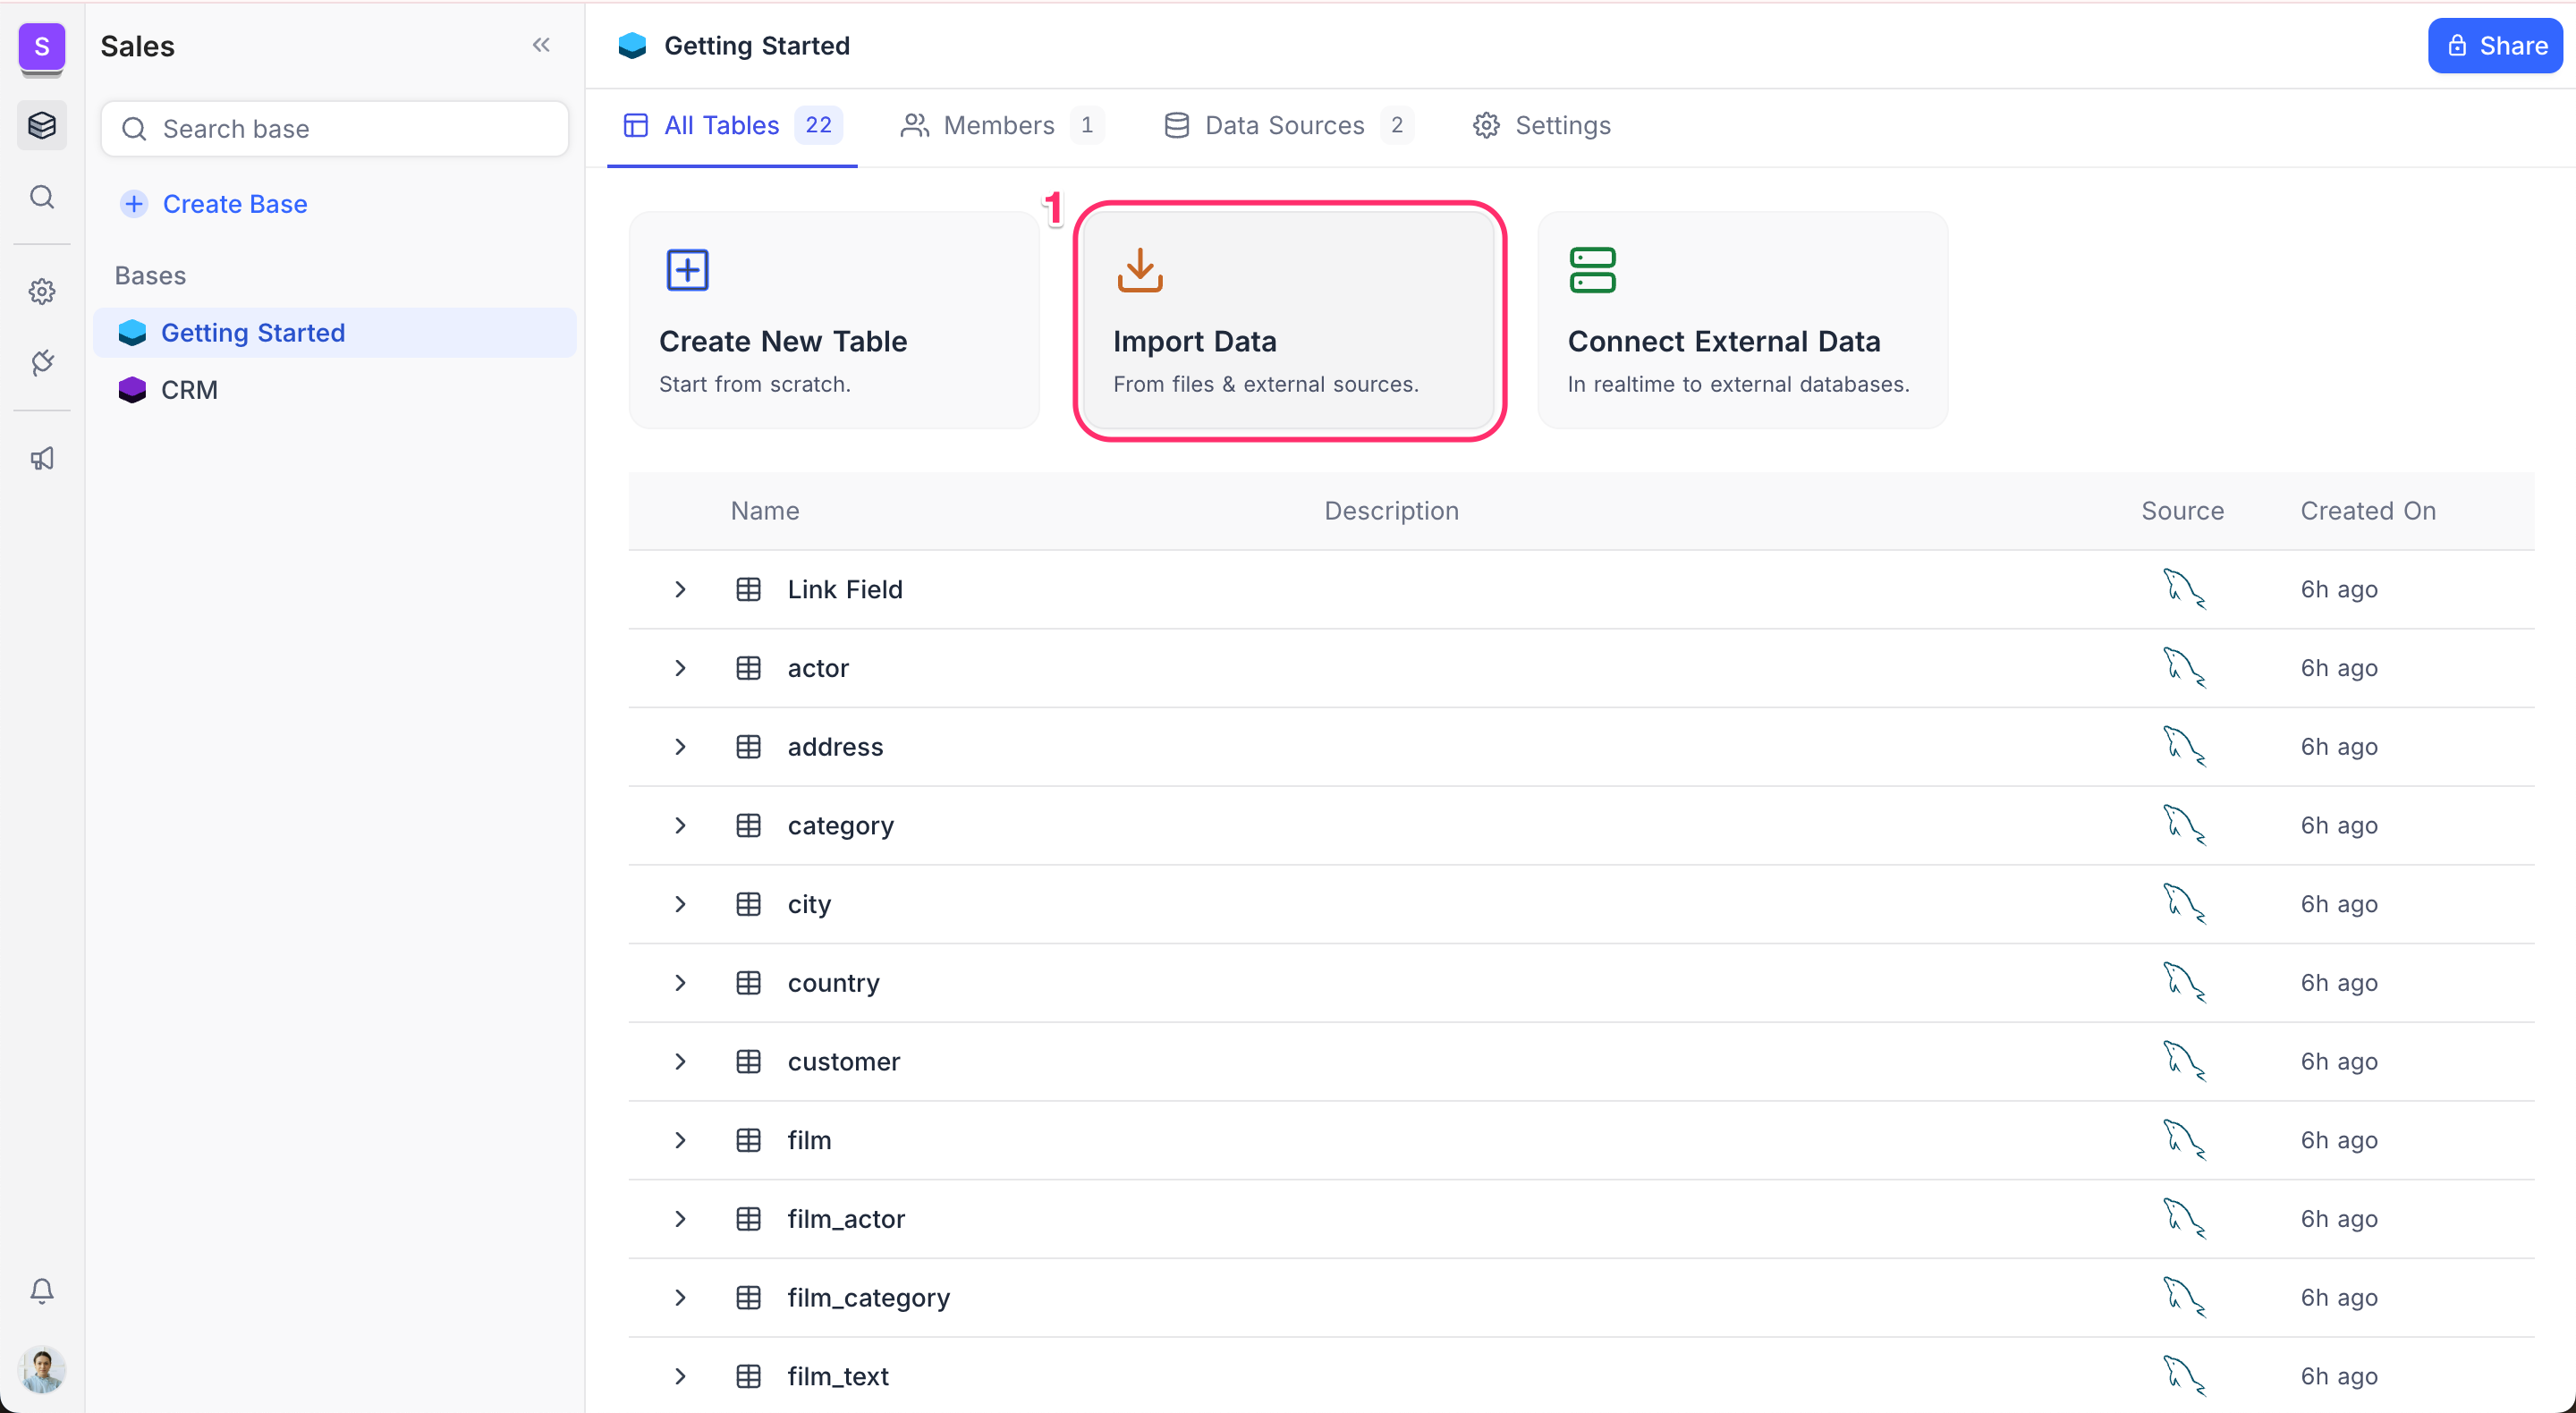 S
Sales
Search base
Create Base
Bases
Getting Started
CRM
Getting Started
Share
All Tables 22
Members 1
Data Sources 2
Settings
1
Create New Table
Start from scratch.
Import Data
From files & external sources.
Connect External Data
In realtime to external databases.
Name Description Source Created On
Link Field 6h ago
actor 6h ago
address 6h ago
category 6h ago
city 6h ago
country 6h ago
customer 6h ago
film 6h ago
film_actor 6h ago
film_category 6h ago
film_text 6h ago